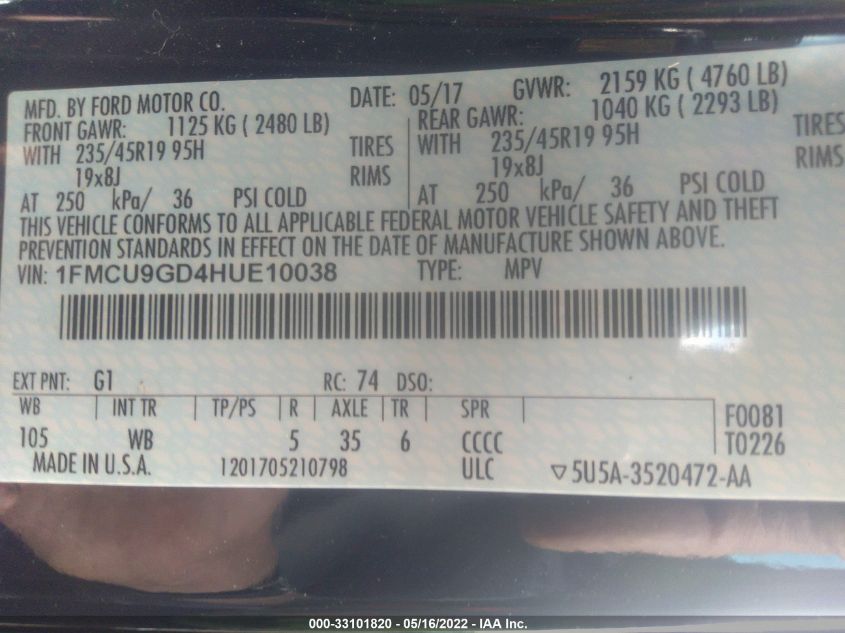 MFD. BY FORD MOTOR CO. DATE: 05/17 GVWR: 2159 KG ( 4760 LB)
FRONT GAWR: 1125 KG ( 2480 LB) REAR GAWR: 1040 KG ( 2293 LB)
WITH 235/45R19 95H TIRES WITH 235/45R19 95H TIRES
19x8J RIMS 19x8J RIMS
AT 250 kPa/ 36 PSI COLD AT 250 kPa/ 36 PSI COLD
THIS VEHICLE CONFORMS TO ALL APPLICABLE FEDERAL MOTOR VEHICLE SAFETY AND THEFT
PREVENTION STANDARDS IN EFFECT ON THE DATE OF MANUFACTURE SHOWN ABOVE.
VIN: 1FMCU9GD4HUE10038 TYPE: MPV
EXT PNT: G1 RC: 74 DSO:
WB INT TR TP/PS R AXLE TR SPR F0081
105 WB 5 35 6 CCCC T0226
MADE IN U.S.A. 1201705210798 ULC ▽5U5A-3520472-AA
000-33101820 - 05/16/2022 - IAA Inc.